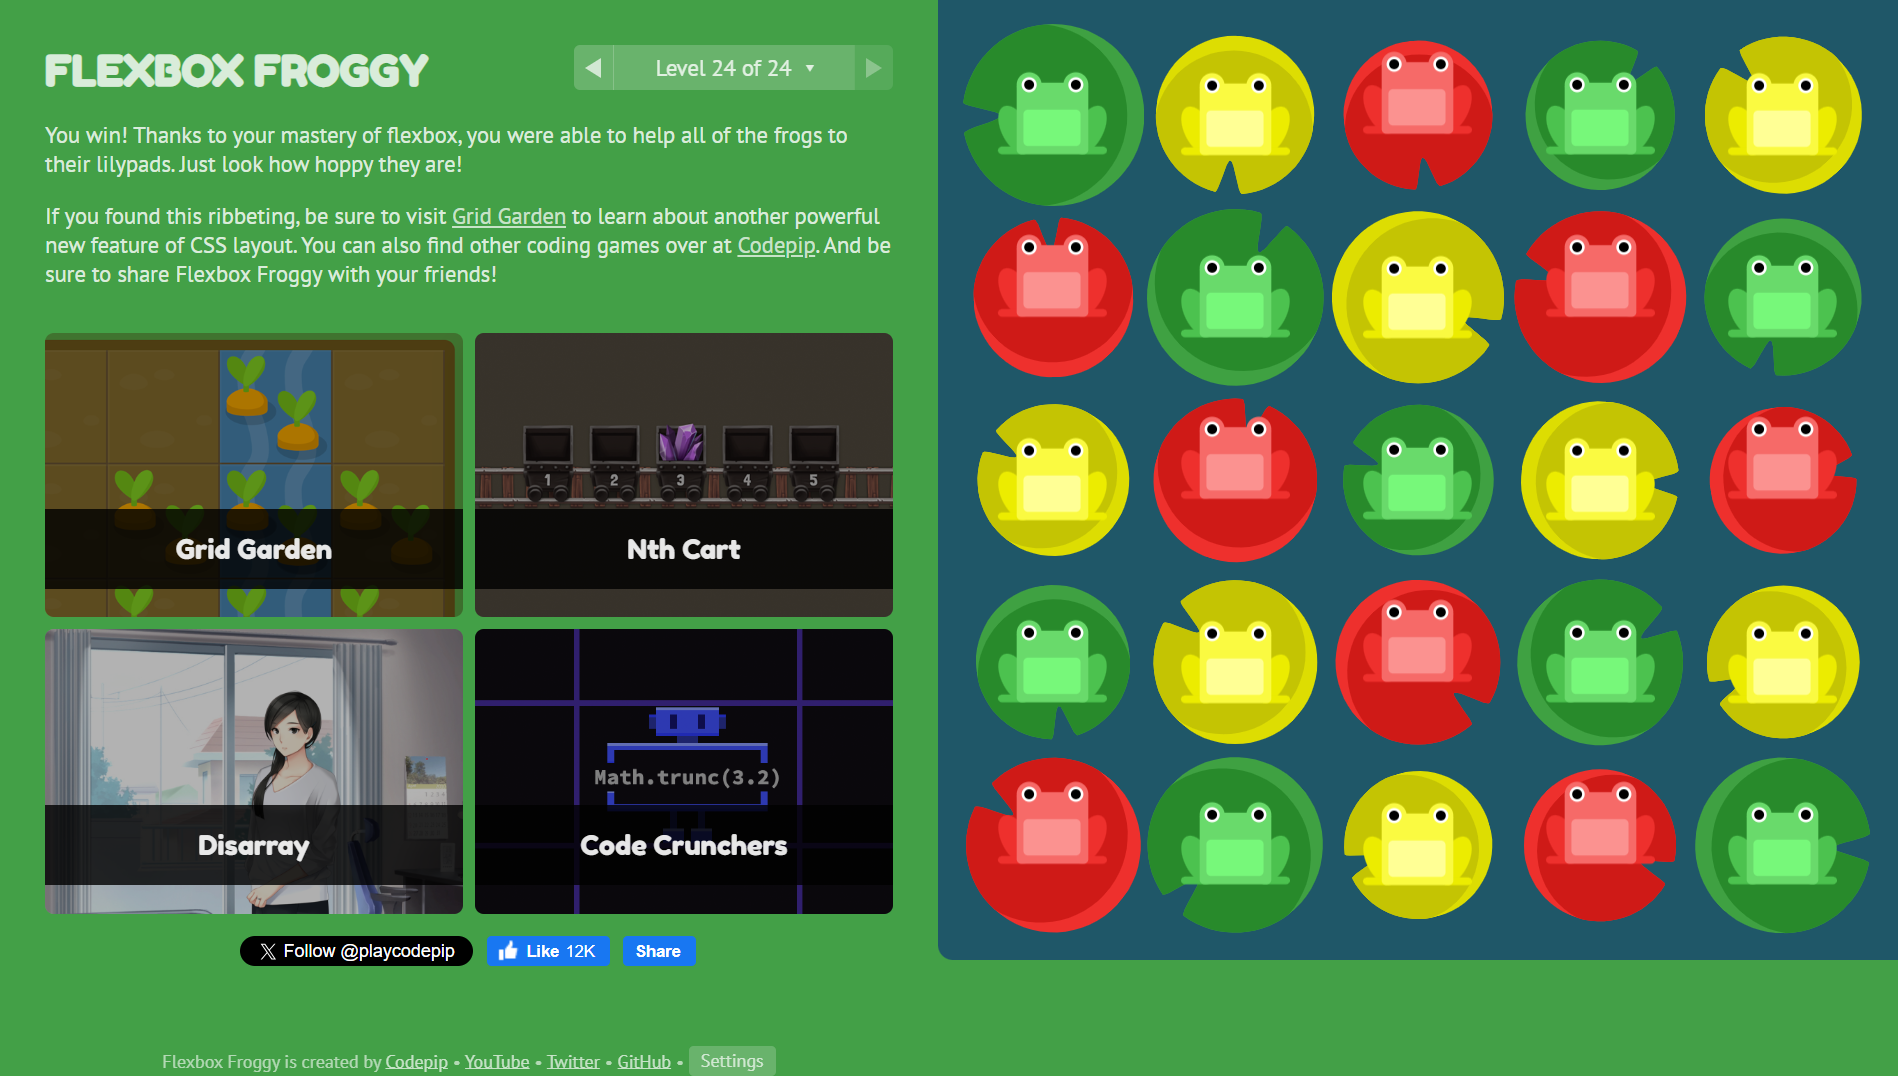 FLEXBOX FROGGY
Level 24 of 24
You win! Thanks to your mastery of flexbox, you were able to help all of the frogs to
their lilypads. Just look how hoppy they are!
If you found this ribbeting, be sure to visit Grid Garden to learn about another powerful
new feature of CSS layout. You can also find other coding games over at Codepip. And be
sure to share Flexbox Froggy with your friends!
Grid Garden
1 2 3 4 5
Nth Cart
Disarray
Math.trunc(3.2)
Code Crunchers
Follow @playcodepip
Like 12K
Share
Flexbox Froggy is created by Codepip • YouTube • Twitter • GitHub • Settings